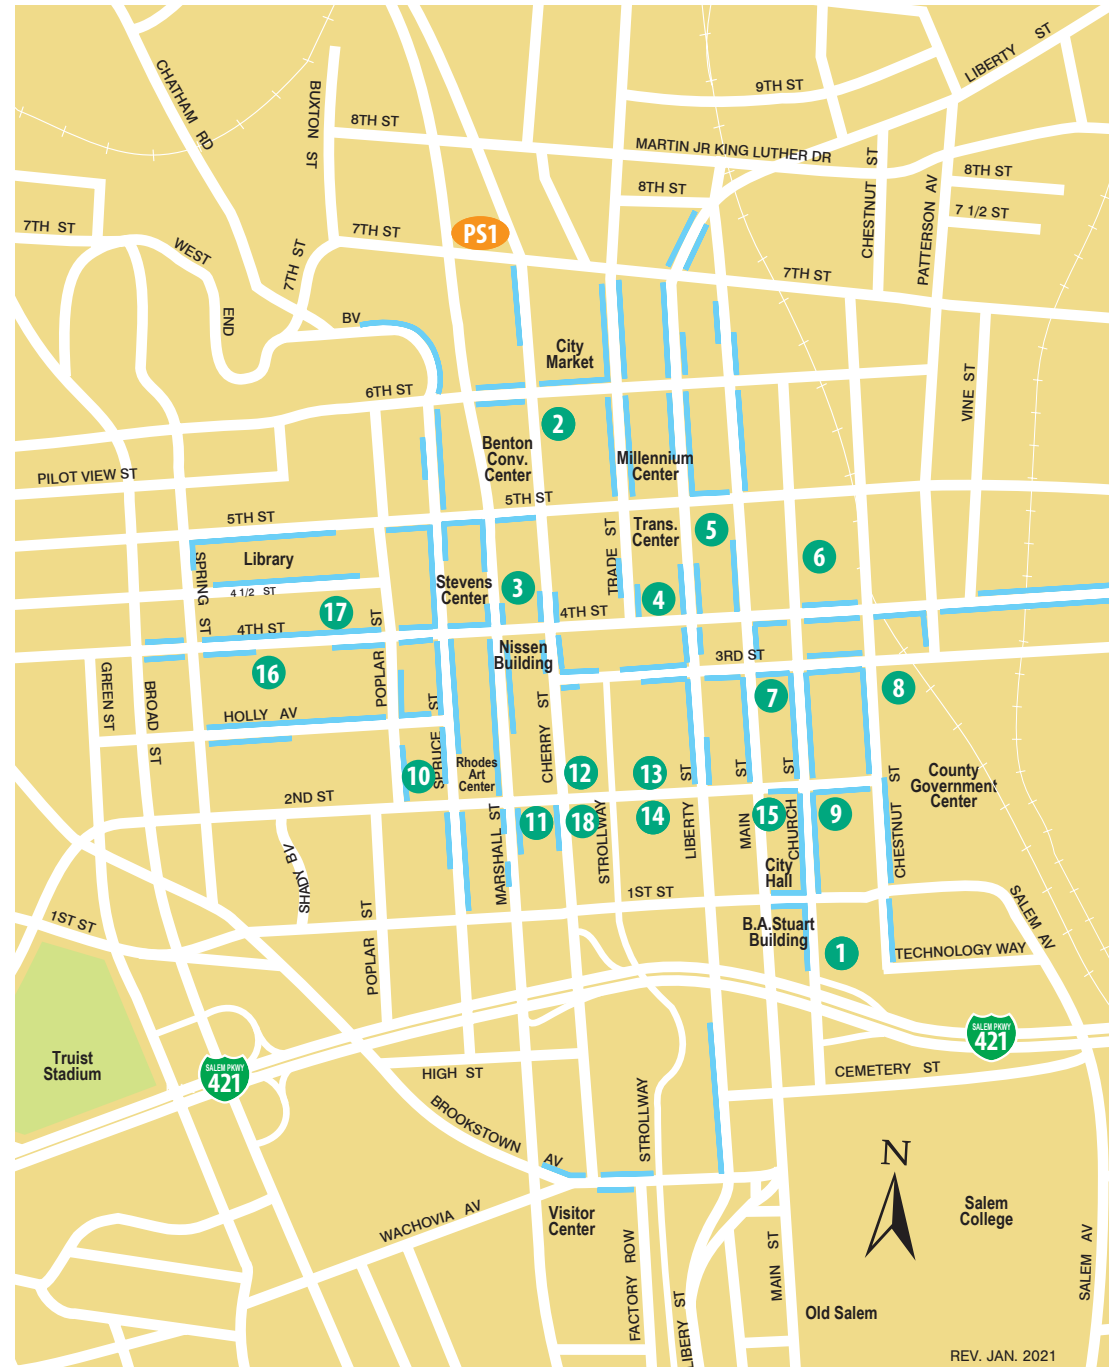 LIBERTY ST
CHATHAM RD
BUXTON ST
9TH ST
8TH ST
MARTIN JR KING LUTHER DR
CHESTNUT ST
PATTERSON AV
8TH ST
8TH ST
7 1/2 ST
7TH ST
WEST
END
BV
7TH ST
7TH ST
PS1
7TH ST
City
Market
6TH ST
VINE ST
2
Benton
Conv.
Center
Millennium
Center
PILOT VIEW ST
5TH ST
5TH ST
TRADE ST
Trans.
Center
5
6
Library
SPRING ST
4 1/2 ST
Stevens
Center
3
4
17
4TH ST
4TH ST
POPLAR ST
Nissen
Building
3RD ST
16
GREEN ST
BROAD ST
HOLLY AV
SPRUCE ST
CHERRY ST
7
8
10
Rhodes
Art
Center
12
13
LIBERTY ST
MAIN ST
CHURCH ST
CHESTNUT ST
County
Government
Center
2ND ST
11
18
STROLLWAY
14
15
9
MARSHALL ST
SHADY BV
City
Hall
1ST ST
1ST ST
POPLAR ST
B.A.Stuart
Building
1
SALEM AV
TECHNOLOGY WAY
SALEM PKWY
421
Truist
Stadium
SALEM PKWY
421
HIGH ST
CEMETERY ST
BROOKSTOWN AV
STROLLWAY
N
WACHOVIA AV
Visitor
Center
Salem
College
FACTORY ROW
LIBERY ST
MAIN ST
SALEM AV
Old Salem
REV. JAN. 2021